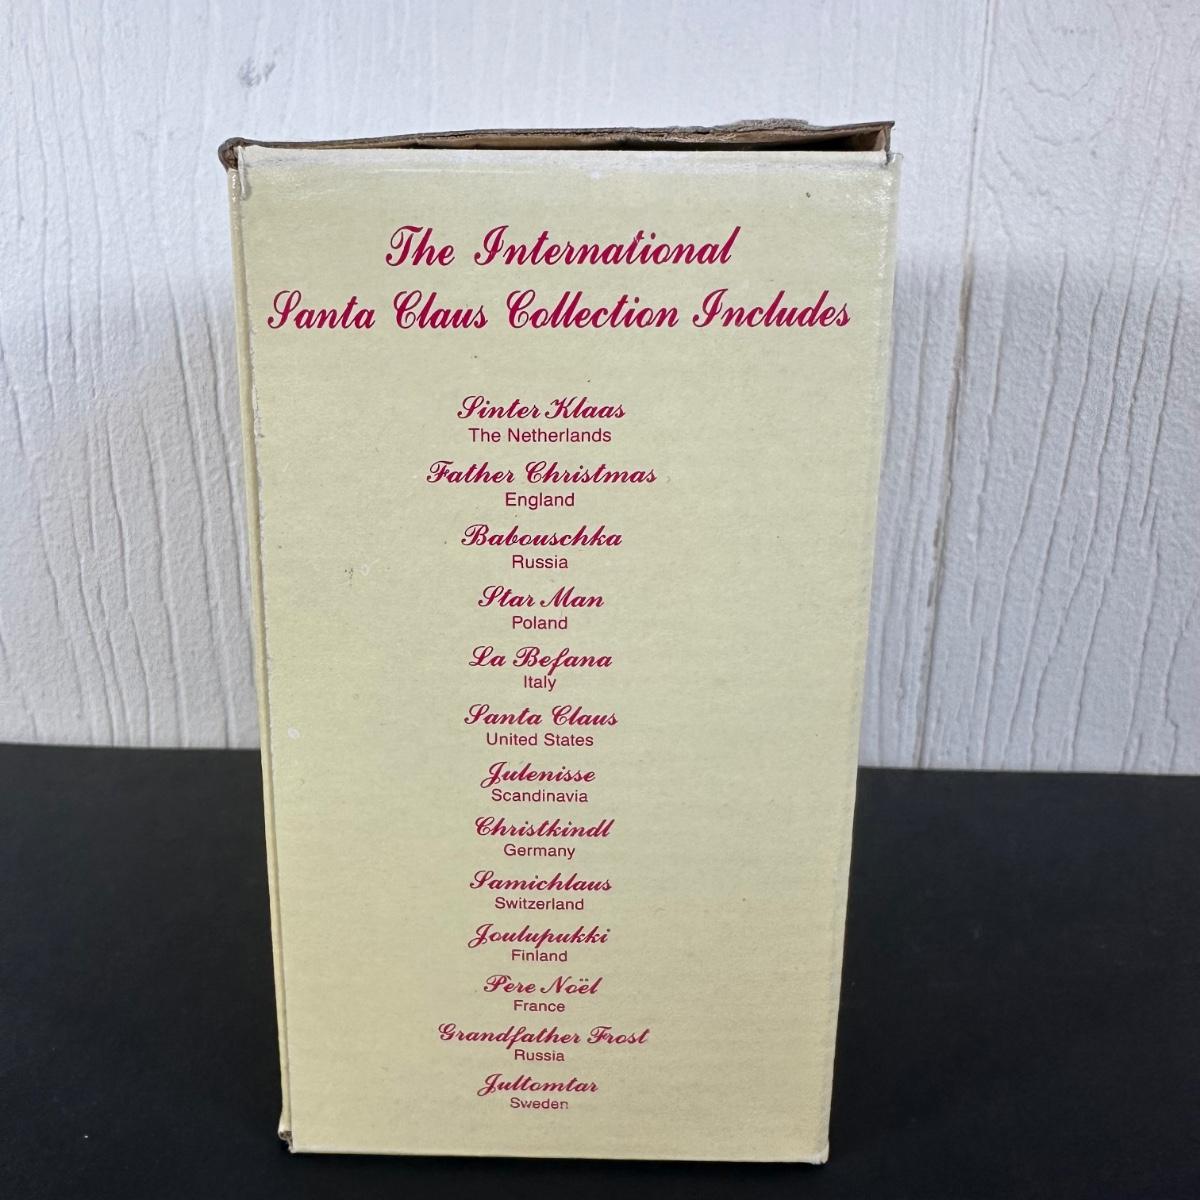 The International
Santa Claus Collection Includes
Sinter Klaas
The Netherlands
Father Christmas
England
Babouschka
Russia
Star Man
Poland
La Befana
Italy
Santa Claus
United States
Julenisse
Scandinavia
Christkindl
Germany
Samichlaus
Switzerland
Joulupukki
Finland
Père Noël
France
Grandfather Frost
Russia
Jultomtar
Sweden